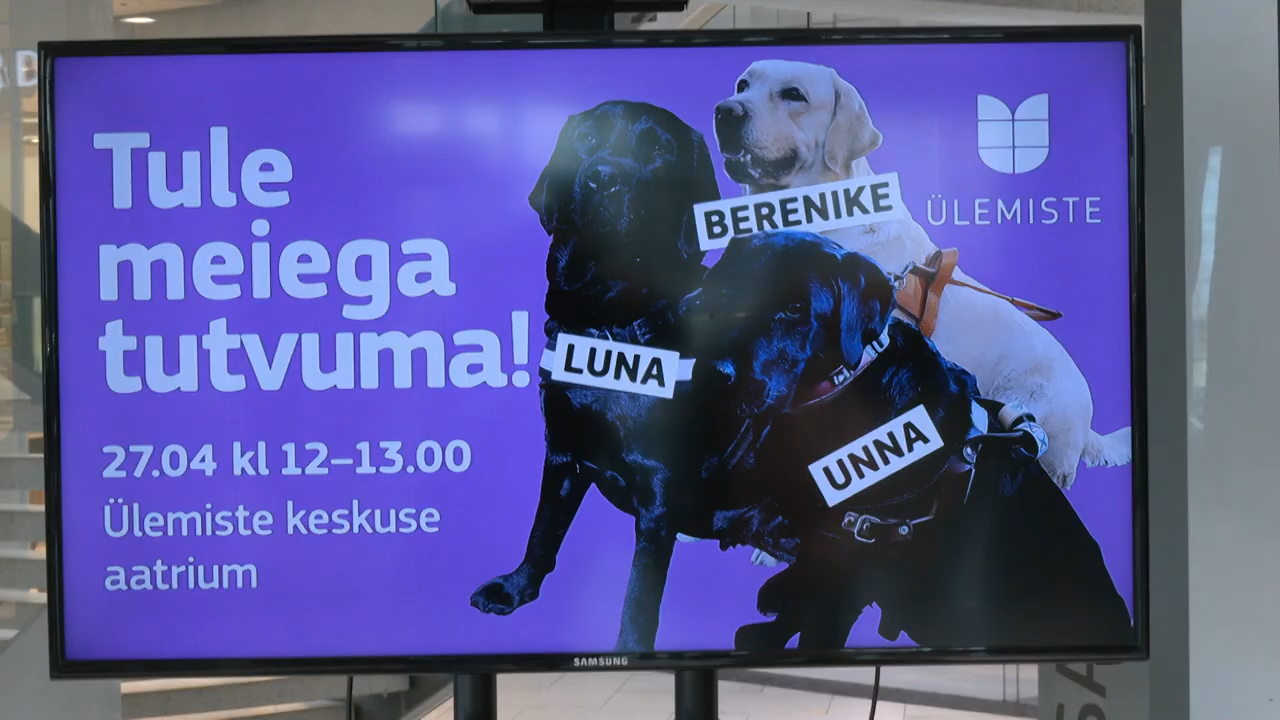 Tule
meiega
tutvuma!
27.04 kl 12–13.00
Ülemiste keskuse
aatrium
BERENIKE
LUNA
UNNA
ÜLEMISTE
SAMSUNG